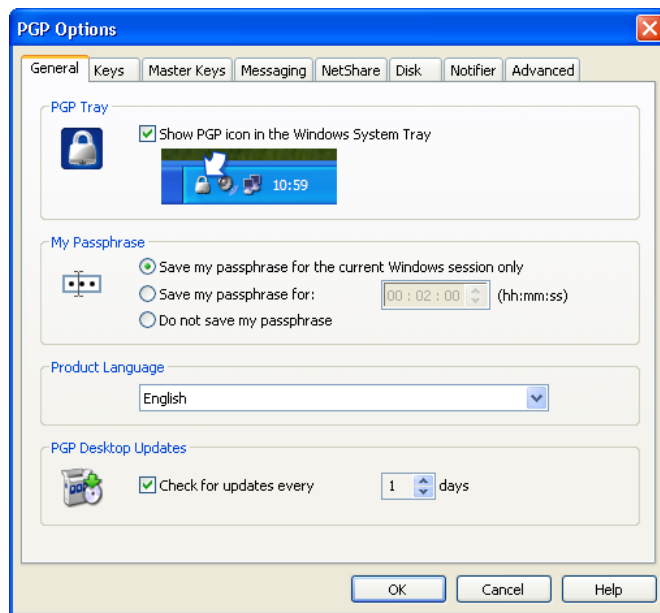 PGP Options
General Keys Master Keys Messaging NetShare Disk Notifier Advanced
PGP Tray
Show PGP icon in the Windows System Tray
10:59
My Passphrase
Save my passphrase for the current Windows session only
Save my passphrase for: 00 : 02 : 00 (hh:mm:ss)
Do not save my passphrase
Product Language
English
PGP Desktop Updates
Check for updates every 1 days
OK Cancel Help